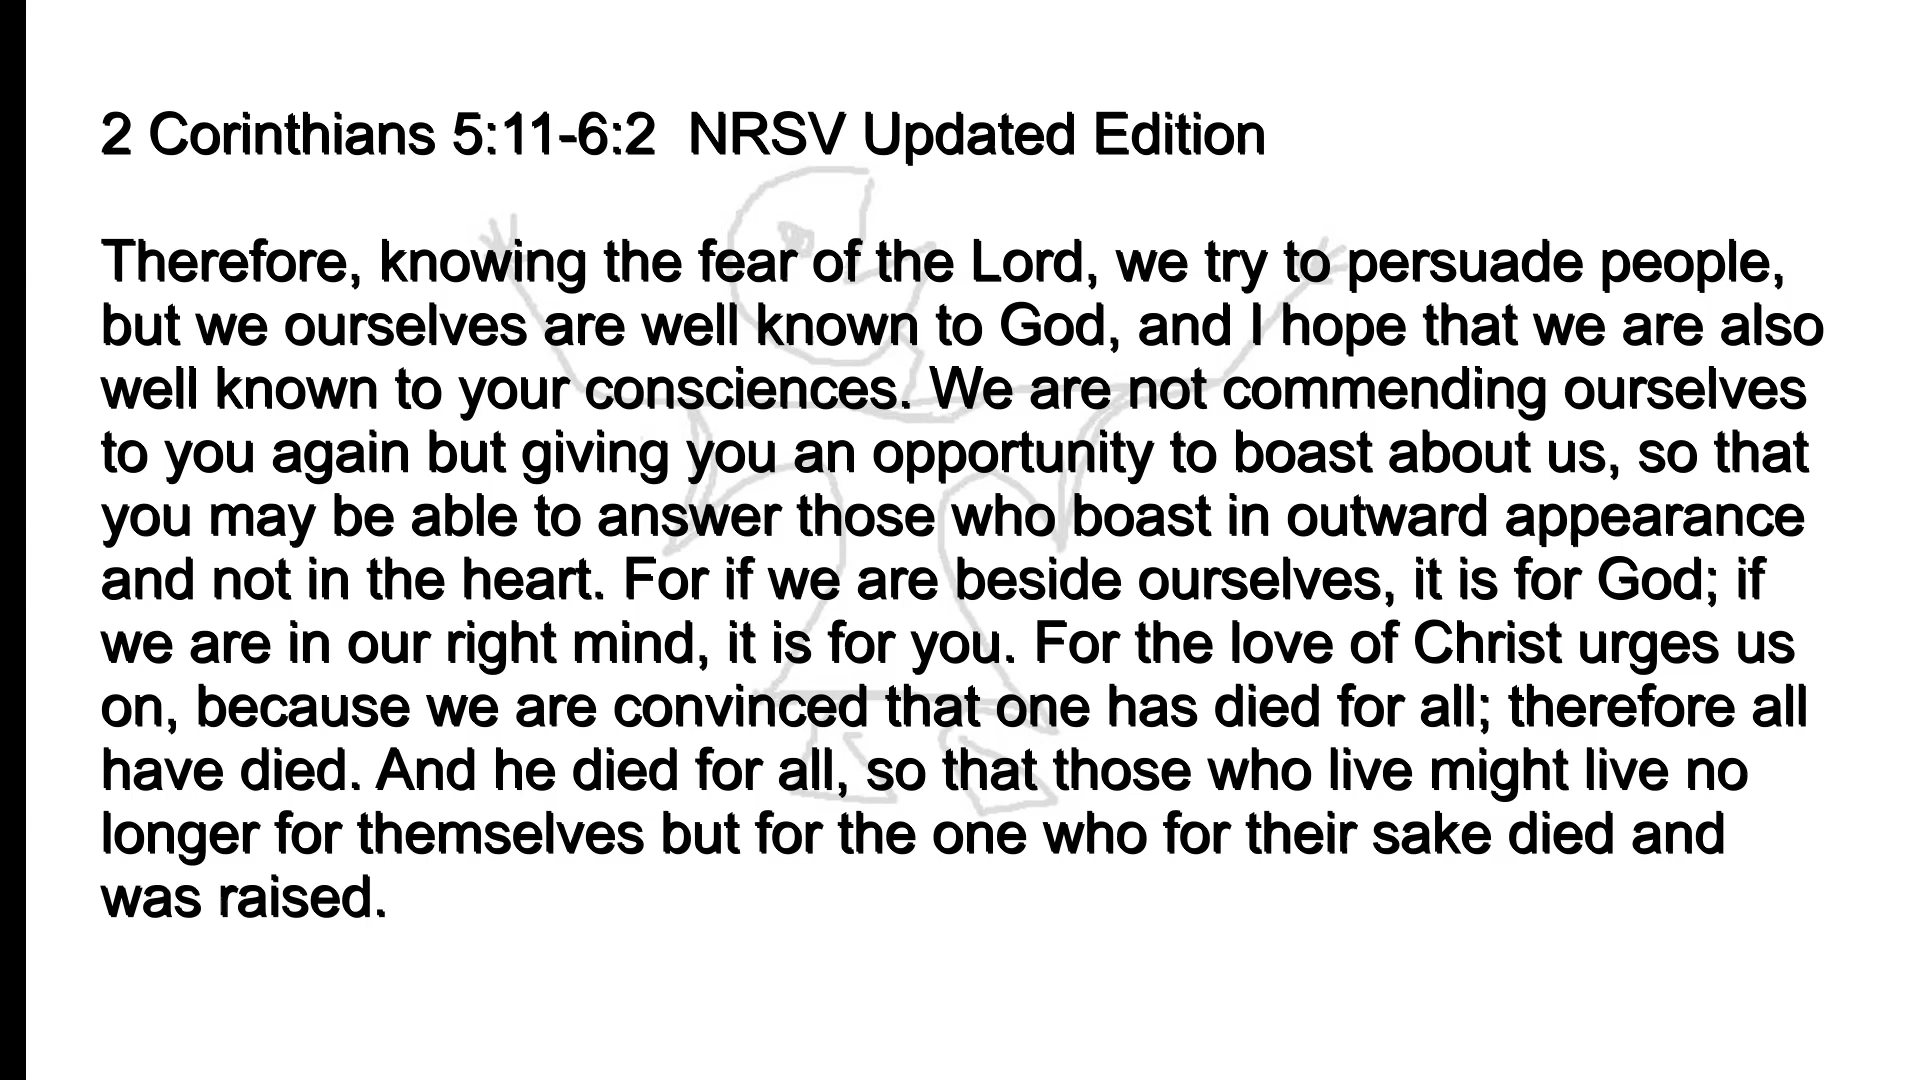 2 Corinthians 5:11-6:2  NRSV Updated Edition
Therefore, knowing the fear of the Lord, we try to persuade people,
but we ourselves are well known to God, and I hope that we are also
well known to your consciences. We are not commending ourselves
to you again but giving you an opportunity to boast about us, so that
you may be able to answer those who boast in outward appearance
and not in the heart. For if we are beside ourselves, it is for God; if
we are in our right mind, it is for you. For the love of Christ urges us
on, because we are convinced that one has died for all; therefore all
have died. And he died for all, so that those who live might live no
longer for themselves but for the one who for their sake died and
was raised.